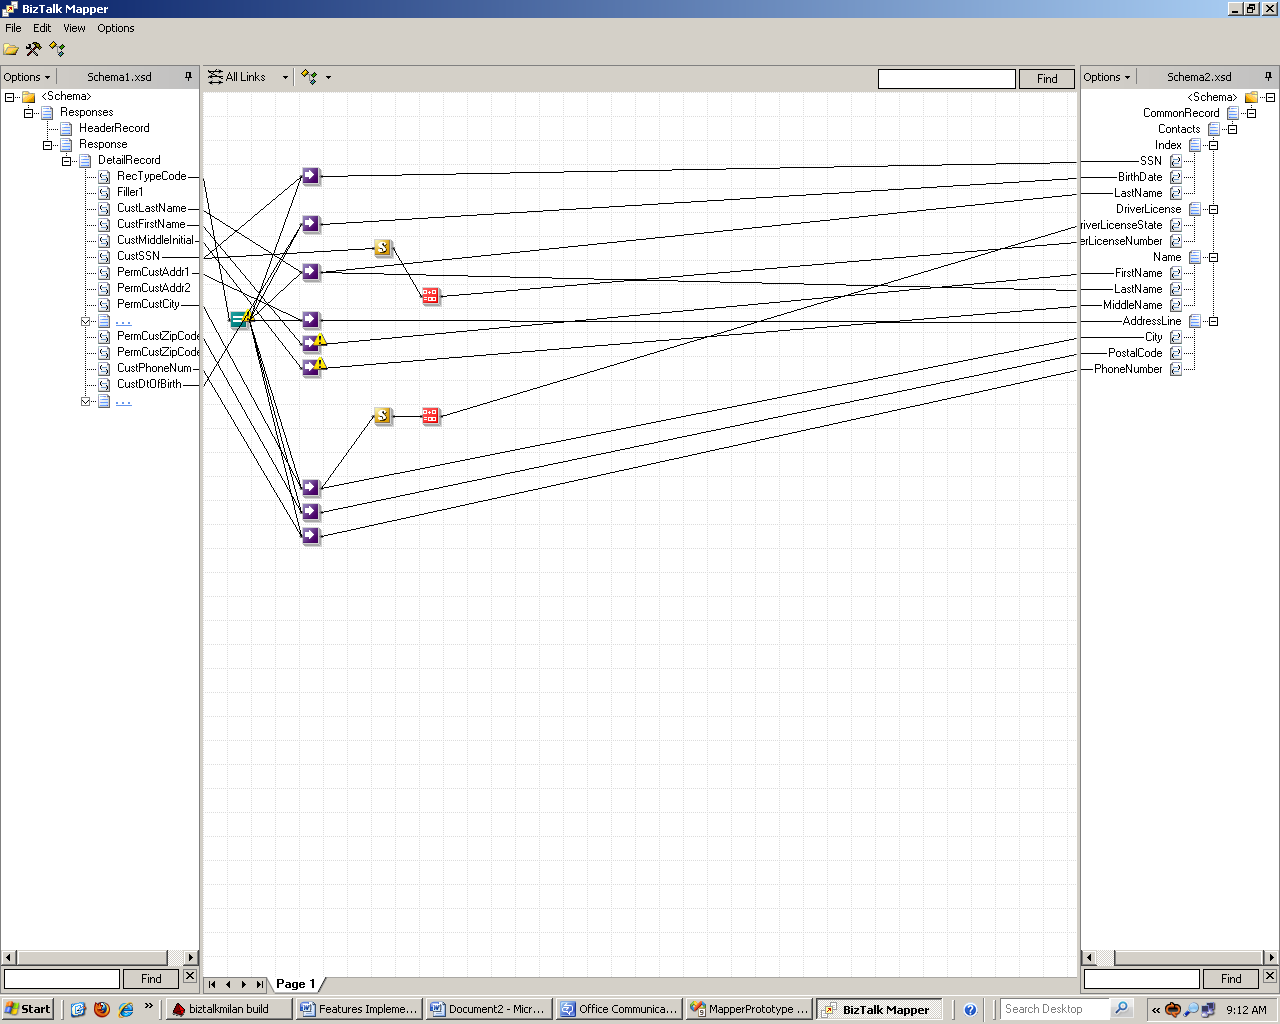 BizTalk Mapper
File Edit View Options
Options Schema1.xsd
All Links
Find
Options Schema2.xsd
<Schema>
Responses
HeaderRecord
Response
DetailRecord
RecTypeCode
Filler1
CustLastName
CustFirstName
CustMiddleInitial
CustSSN
PermCustAddr1
PermCustAddr2
PermCustCity
...
PermCustZipCode
PermCustZipCode
CustPhoneNum
CustDtOfBirth
...
<Schema>
CommonRecord
Contacts
Index
SSN
BirthDate
LastName
DriverLicense
riverLicenseState
erLicenseNumber
Name
FirstName
LastName
MiddleName
AddressLine
City
PostalCode
PhoneNumber
Find
Page 1
Find
Start
biztalkmilan build
Features Impleme...
Document2 - Micr...
Office Communica...
MapperPrototype ...
BizTalk Mapper
Search Desktop
9:12 AM